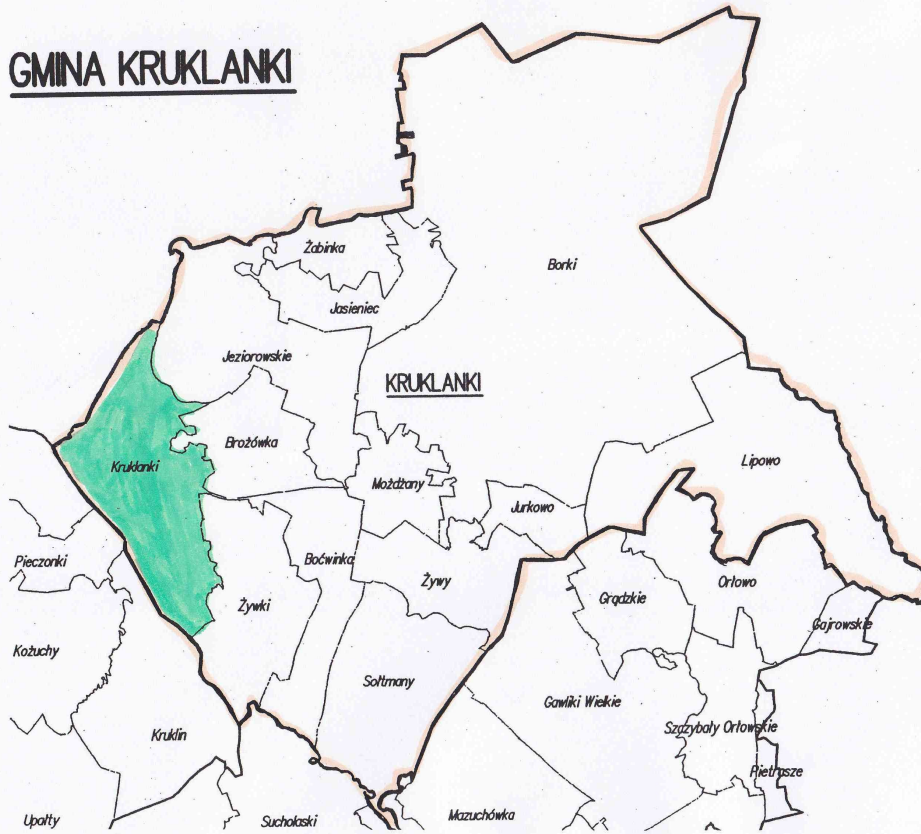 GMINA KRUKLANKI
Żabinka
Borki
Jasieniec
Jeziorowskie
KRUKLANKI
Brożówka
Kruklanki
Możdżany
Lipowo
Jurkowo
Pieczonki
Boćwinka
Żywy
Żywki
Grądzkie
Orłowo
Gajrowskie
Kożuchy
Sołtmany
Gawliki Wielkie
Szczybały Orłowskie
Kruklin
Pietrasze
Upałty
Sucholaski
Mazuchówka